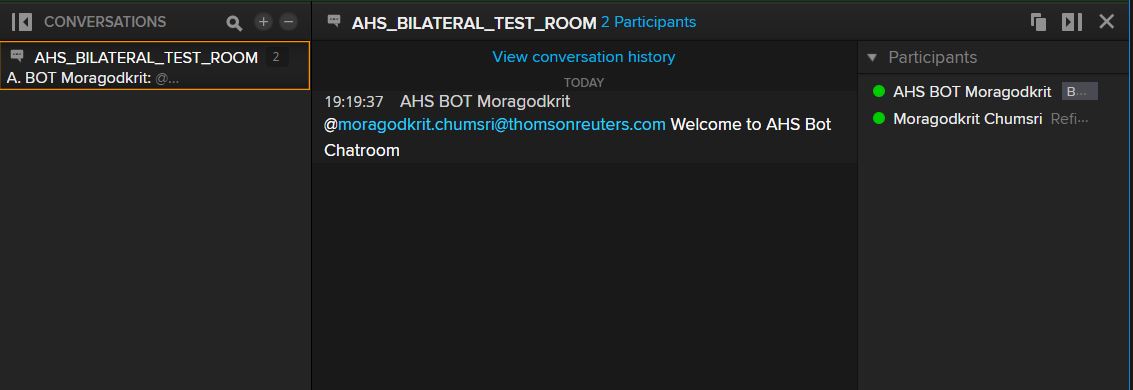 CONVERSATIONS
AHS_BILATERAL_TEST_ROOM 2
A. BOT Moragodkrit: @...
AHS_BILATERAL_TEST_ROOM 2 Participants
View conversation history
TODAY
19:19:37 AHS BOT Moragodkrit
@moragodkrit.chumsri@thomsonreuters.com Welcome to AHS Bot
Chatroom
Participants
AHS BOT Moragodkrit B...
Moragodkrit Chumsri Refi...